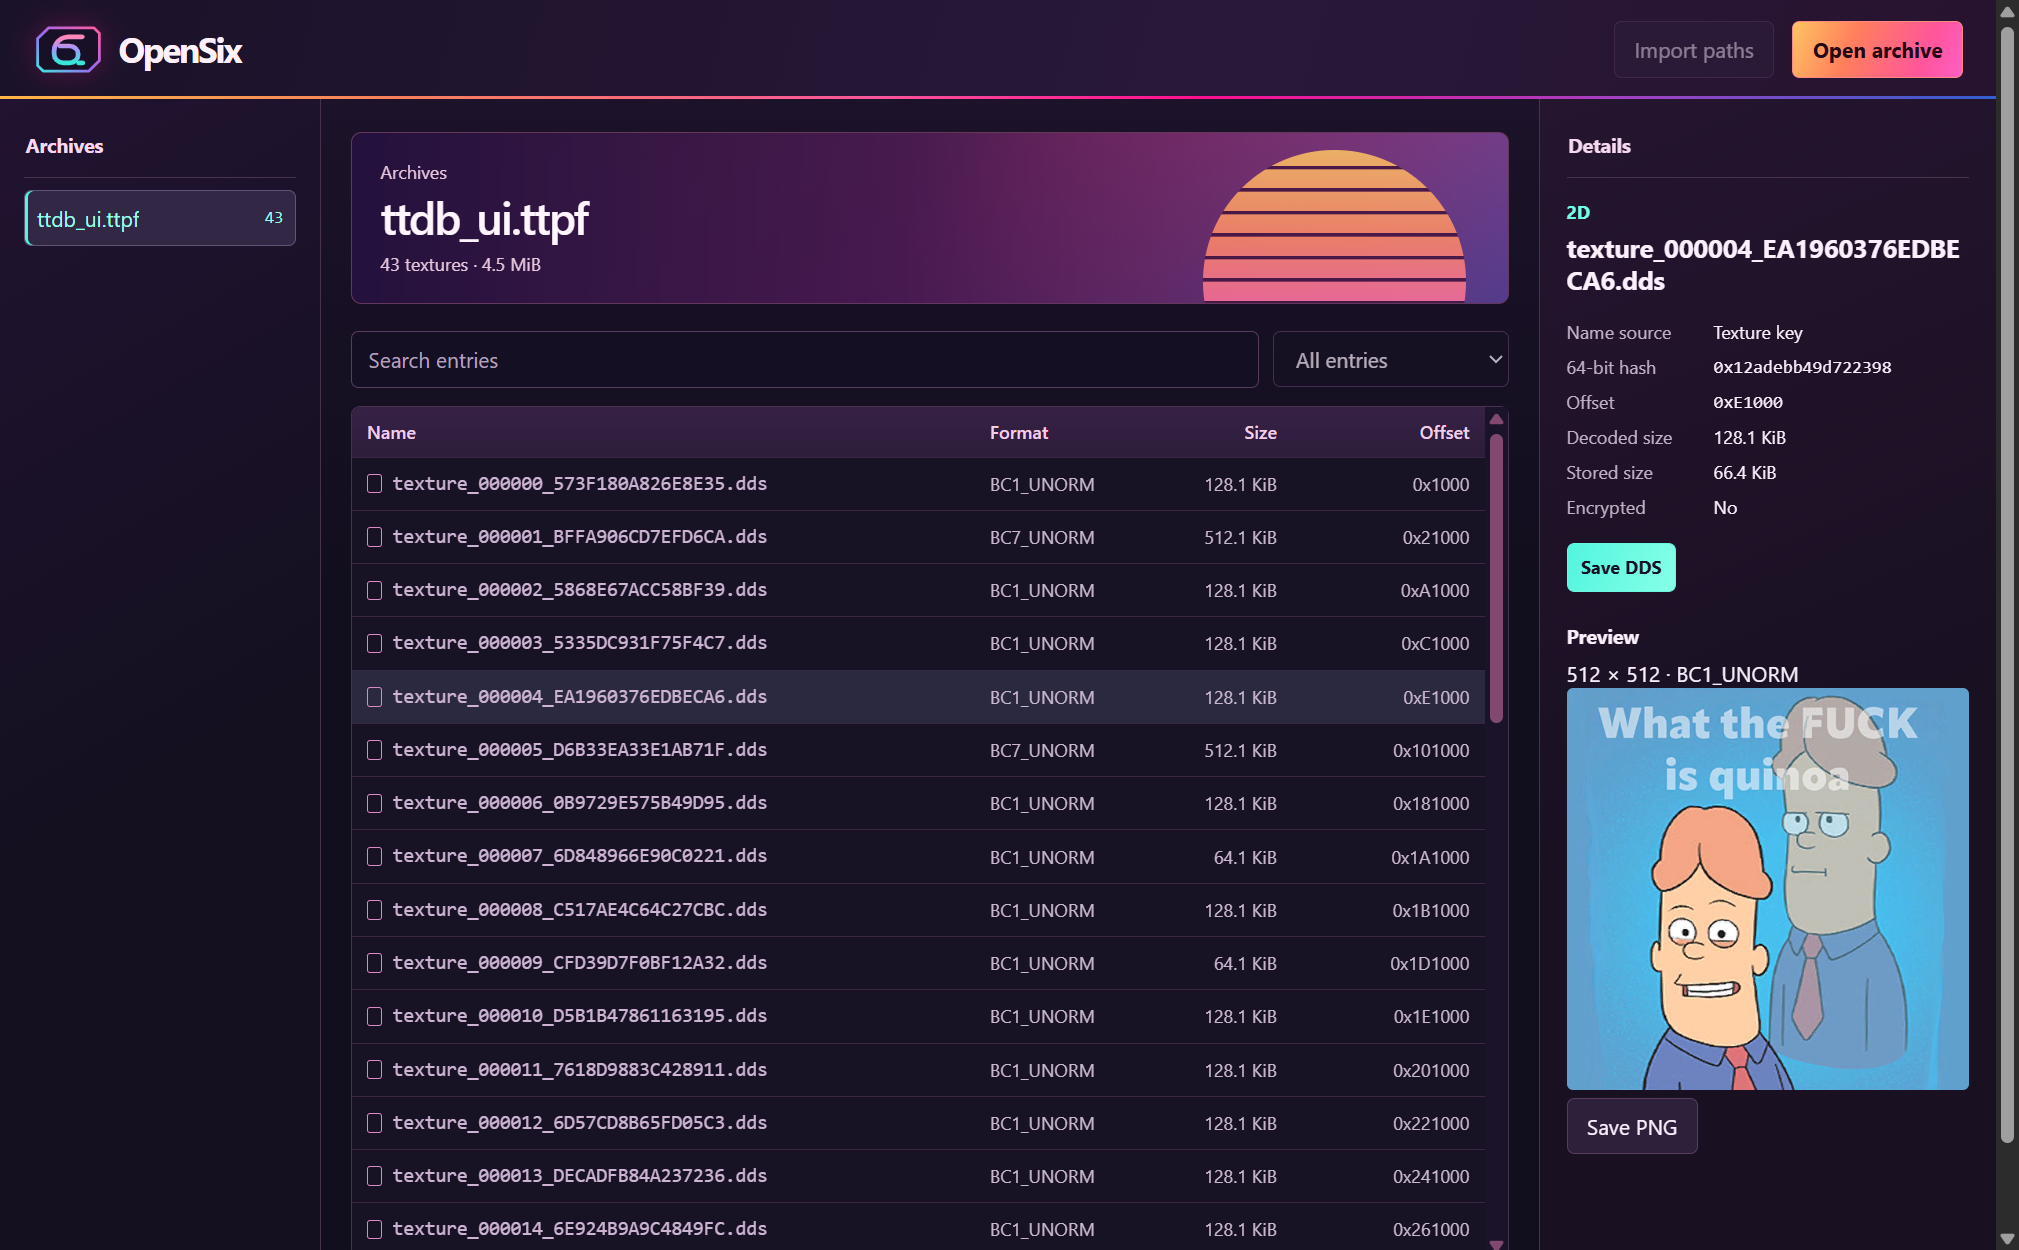 OpenSix
Import paths
Open archive
Archives
ttdb_ui.ttpf 43
Archives
ttdb_ui.ttpf
43 textures · 4.5 MiB
Search entries
All entries
Name Format Size Offset
texture_000000_573F180A826E8E35.dds BC1_UNORM 128.1 KiB 0x1000
texture_000001_BFFA906CD7EFD6CA.dds BC7_UNORM 512.1 KiB 0x21000
texture_000002_5868E67ACC58BF39.dds BC1_UNORM 128.1 KiB 0xA1000
texture_000003_5335DC931F75F4C7.dds BC1_UNORM 128.1 KiB 0xC1000
texture_000004_EA1960376EDBECA6.dds BC1_UNORM 128.1 KiB 0xE1000
texture_000005_D6B33EA33E1AB71F.dds BC7_UNORM 512.1 KiB 0x101000
texture_000006_0B9729E575B49D95.dds BC1_UNORM 128.1 KiB 0x181000
texture_000007_6D848966E90C0221.dds BC1_UNORM 64.1 KiB 0x1A1000
texture_000008_C517AE4C64C27CBC.dds BC1_UNORM 128.1 KiB 0x1B1000
texture_000009_CFD39D7F0BF12A32.dds BC1_UNORM 64.1 KiB 0x1D1000
texture_000010_D5B1B47861163195.dds BC1_UNORM 128.1 KiB 0x1E1000
texture_000011_7618D9883C428911.dds BC1_UNORM 128.1 KiB 0x201000
texture_000012_6D57CD8B65FD05C3.dds BC1_UNORM 128.1 KiB 0x221000
texture_000013_DECADFB84A237236.dds BC1_UNORM 128.1 KiB 0x241000
texture_000014_6E924B9A9C4849FC.dds BC1_UNORM 128.1 KiB 0x261000
Details
2D
texture_000004_EA1960376EDBE
CA6.dds
Name source Texture key
64-bit hash 0x12adebb49d722398
Offset 0xE1000
Decoded size 128.1 KiB
Stored size 66.4 KiB
Encrypted No
Save DDS
Preview
512 × 512 · BC1_UNORM
What the FUCK
is quinoa
Save PNG